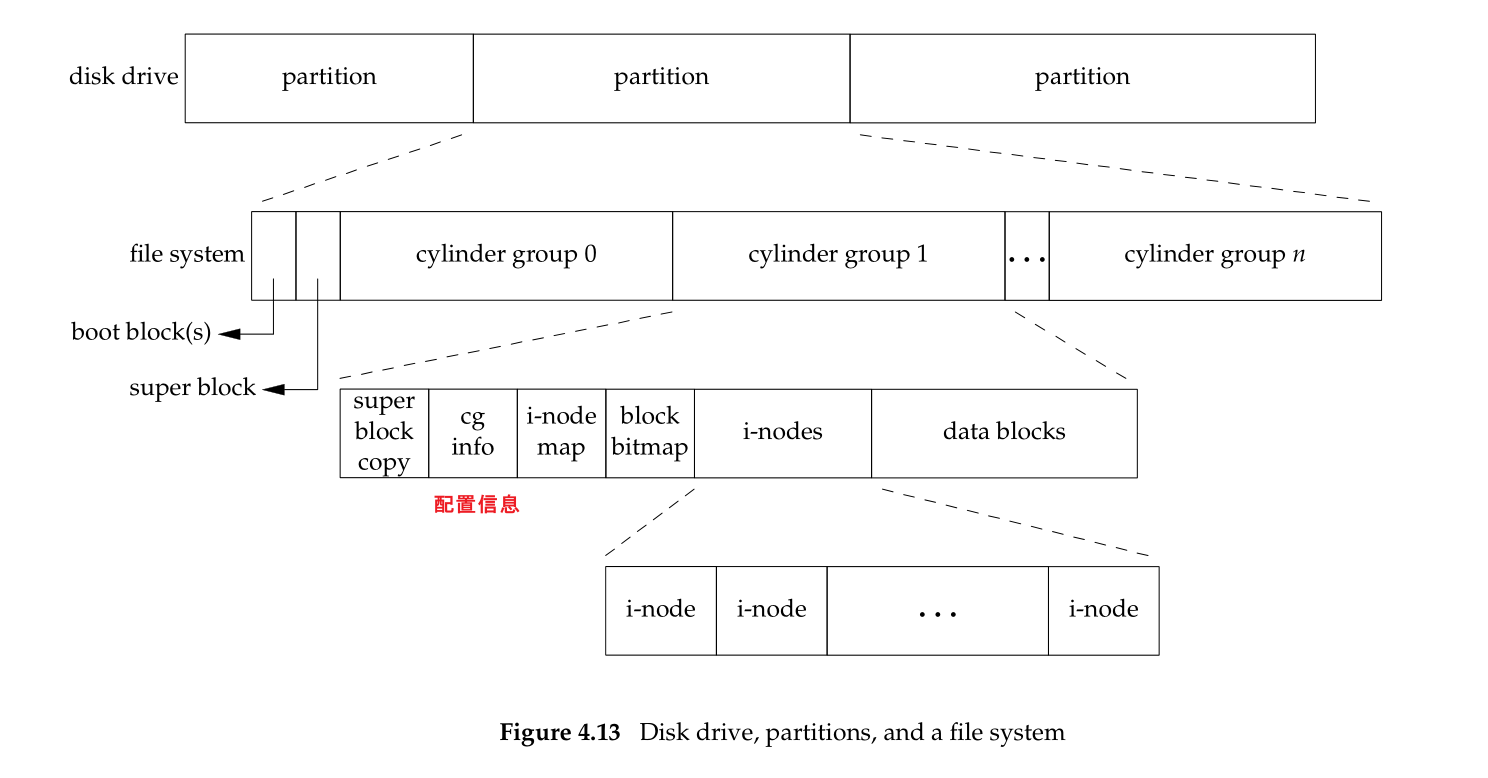 disk drive
partition
partition
partition
file system
cylinder group 0
cylinder group 1
...
cylinder group n
boot block(s)
super block
super
block
copy
cg
info
i-node
map
block
bitmap
i-nodes
data blocks
配置信息
i-node
i-node
...
i-node
Figure 4.13 Disk drive, partitions, and a file system